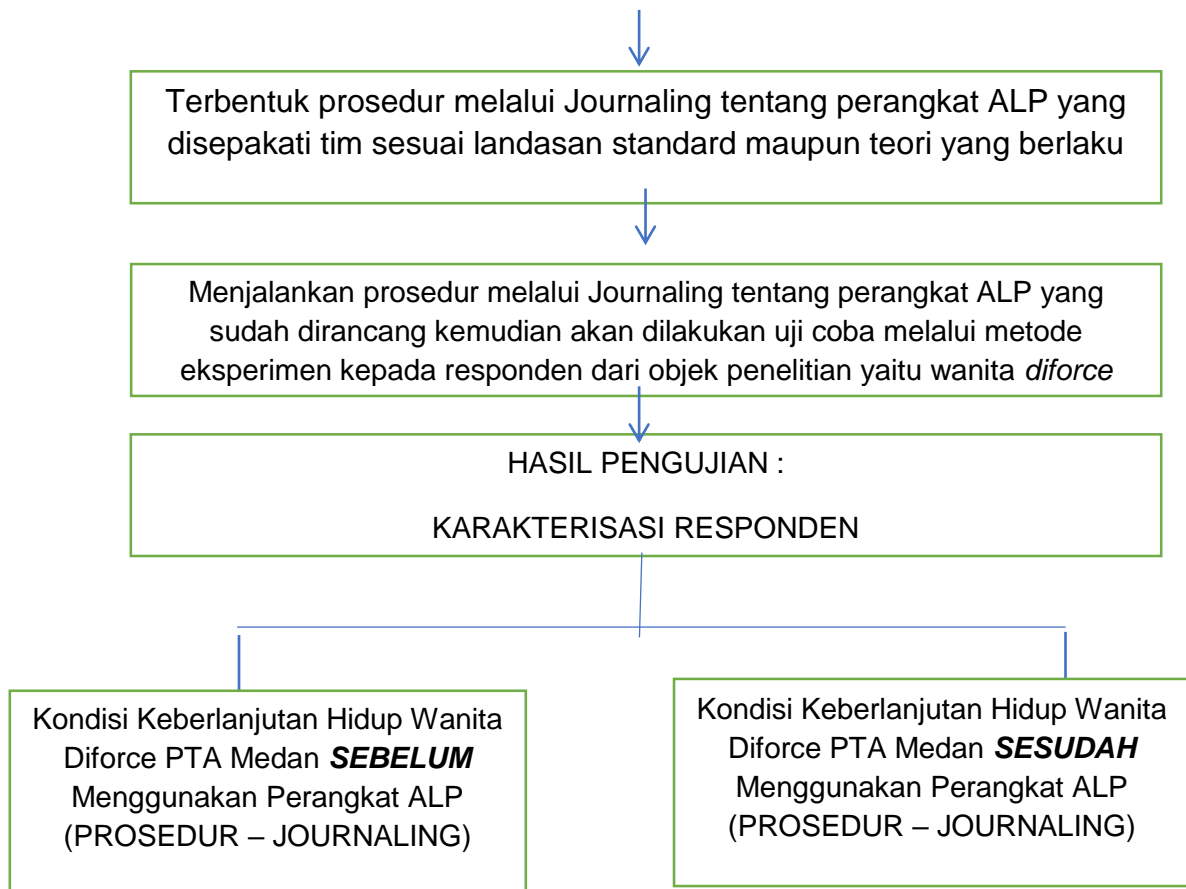 Terbentuk prosedur melalui Journaling tentang perangkat ALP yang
disepakati tim sesuai landasan standard maupun teori yang berlaku
Menjalankan prosedur melalui Journaling tentang perangkat ALP yang
sudah dirancang kemudian akan dilakukan uji coba melalui metode
eksperimen kepada responden dari objek penelitian yaitu wanita diforce
HASIL PENGUJIAN :
KARAKTERISASI RESPONDEN
Kondisi Keberlanjutan Hidup Wanita
Diforce PTA Medan SEBELUM
Menggunakan Perangkat ALP
(PROSEDUR – JOURNALING)
Kondisi Keberlanjutan Hidup Wanita
Diforce PTA Medan SESUDAH
Menggunakan Perangkat ALP
(PROSEDUR – JOURNALING)